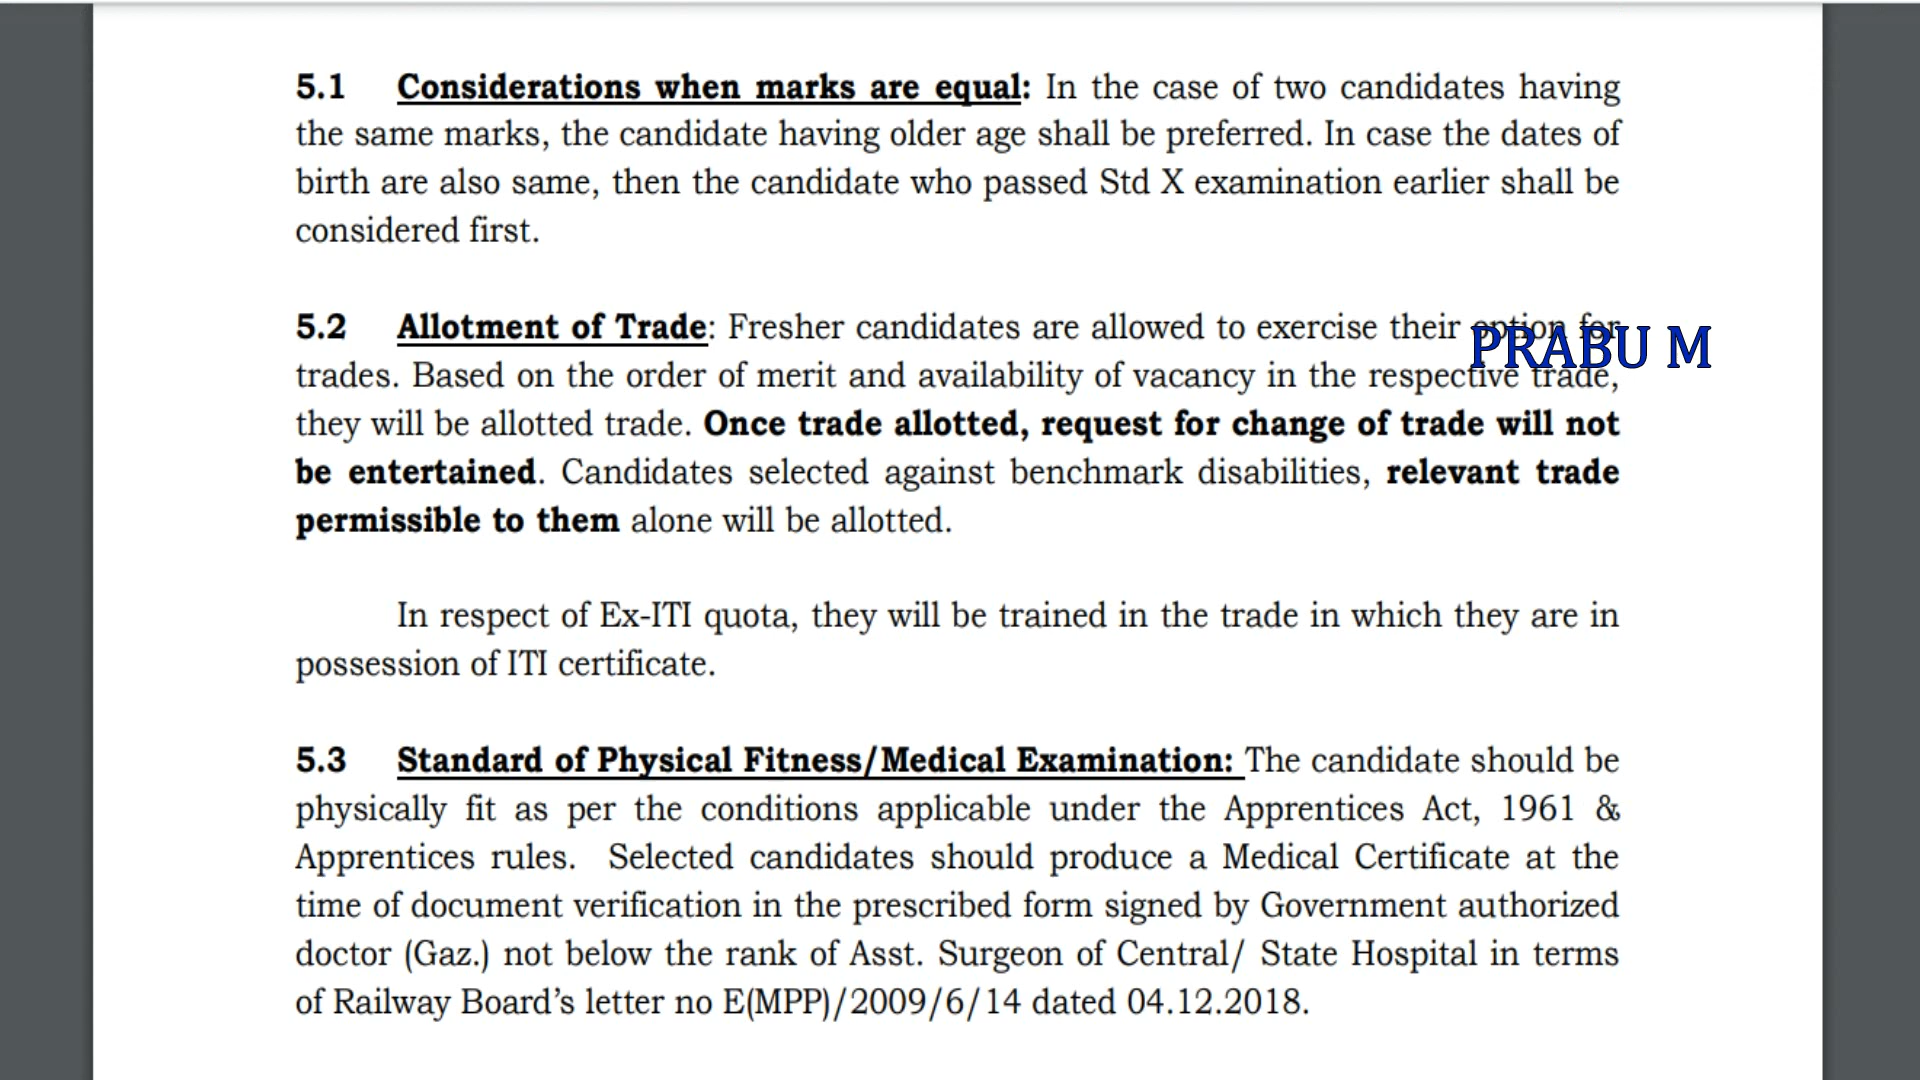 5.1 Considerations when marks are equal: In the case of two candidates having
the same marks, the candidate having older age shall be preferred. In case the dates of
birth are also same, then the candidate who passed Std X examination earlier shall be
considered first.
5.2 Allotment of Trade: Fresher candidates are allowed to exercise their option for
PRABU M
trades. Based on the order of merit and availability of vacancy in the respective trade,
they will be allotted trade. Once trade allotted, request for change of trade will not
be entertained. Candidates selected against benchmark disabilities, relevant trade
permissible to them alone will be allotted.
In respect of Ex-ITI quota, they will be trained in the trade in which they are in
possession of ITI certificate.
5.3 Standard of Physical Fitness/Medical Examination: The candidate should be
physically fit as per the conditions applicable under the Apprentices Act, 1961 &
Apprentices rules. Selected candidates should produce a Medical Certificate at the
time of document verification in the prescribed form signed by Government authorized
doctor (Gaz.) not below the rank of Asst. Surgeon of Central/ State Hospital in terms
of Railway Board's letter no E(MPP)/2009/6/14 dated 04.12.2018.